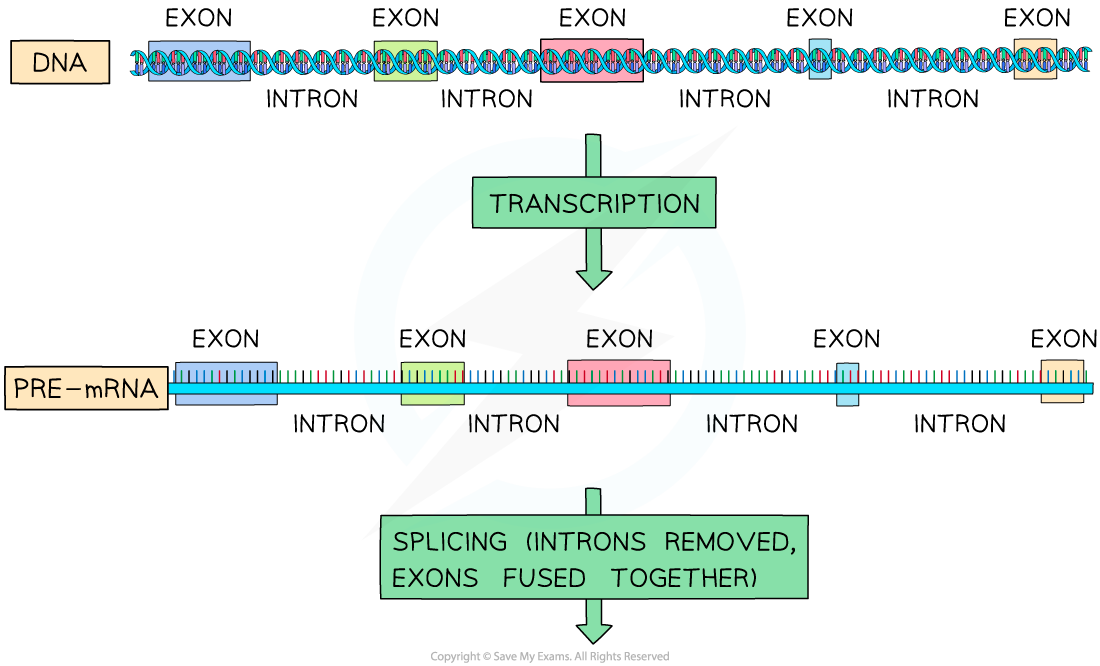 EXON EXON EXON EXON EXON
DNA
INTRON INTRON INTRON INTRON
TRANSCRIPTION
EXON EXON EXON EXON EXON
PRE-mRNA
INTRON INTRON INTRON INTRON
SPLICING (INTRONS REMOVED,
EXONS FUSED TOGETHER)
Copyright © Save My Exams. All Rights Reserved